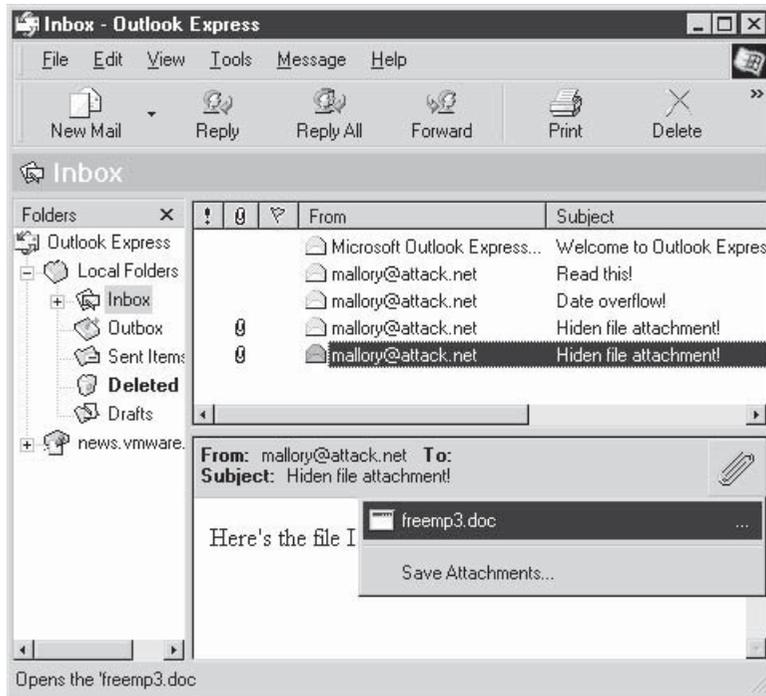 Inbox - Outlook Express
File Edit View Tools Message Help
New Mail Reply Reply All Forward Print Delete »
Inbox
Folders ×
Outlook Express
Local Folders
Inbox
Outbox
Sent Items
Deleted
Drafts
news.vmware.
! From Subject
Microsoft Outlook Express... Welcome to Outlook Expres
mallory@attack.net Read this!
mallory@attack.net Date overflow!
mallory@attack.net Hiden file attachment!
mallory@attack.net Hiden file attachment!
From: mallory@attack.net To:
Subject: Hiden file attachment!
Here's the file I
freemp3.doc ...
Save Attachments...
Opens the 'freemp3.doc